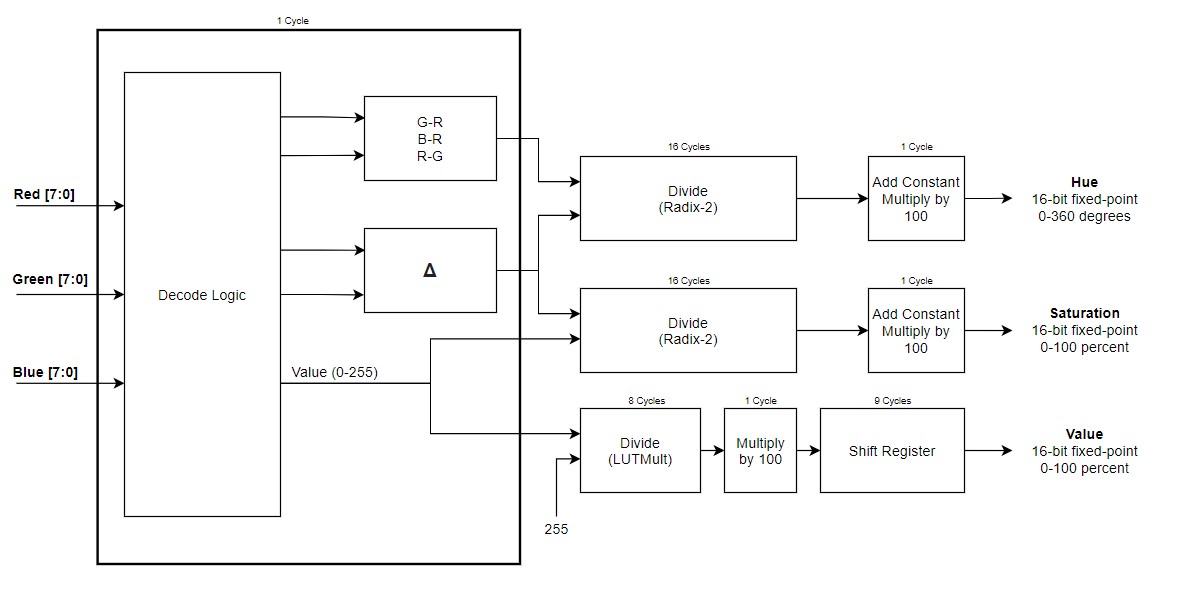 1 Cycle
G-R
B-R
R-G
Red [7:0]
Green [7:0]
Blue [7:0]
Decode Logic
Δ
Value (0-255)
16 Cycles
Divide
(Radix-2)
1 Cycle
Add Constant
Multiply by
100
Hue
16-bit fixed-point
0-360 degrees
16 Cycles
Divide
(Radix-2)
1 Cycle
Add Constant
Multiply by
100
Saturation
16-bit fixed-point
0-100 percent
8 Cycles
Divide
(LUTMult)
1 Cycle
Multiply
by 100
9 Cycles
Shift Register
Value
16-bit fixed-point
0-100 percent
255